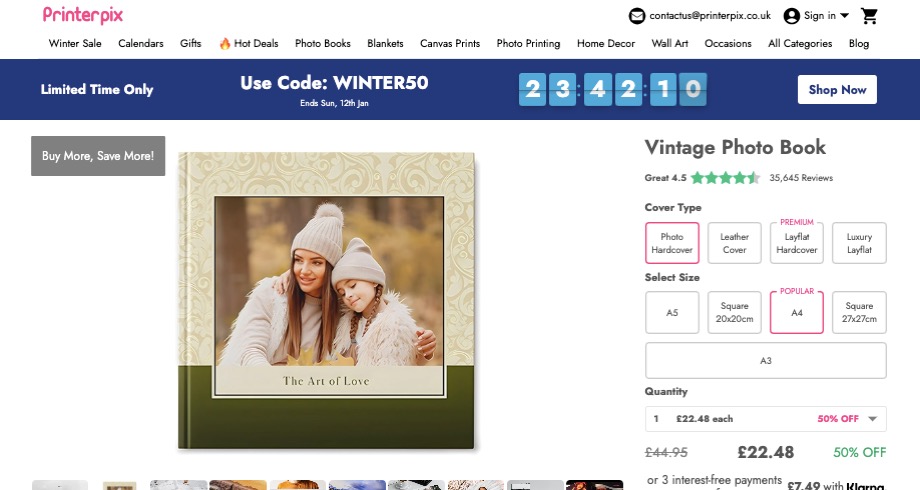 Printerpix
contactus@printerpix.co.uk
Sign in
Winter Sale
Calendars
Gifts
🔥 Hot Deals
Photo Books
Blankets
Canvas Prints
Photo Printing
Home Decor
Wall Art
Occasions
All Categories
Blog
Limited Time Only
Use Code: WINTER50
Ends Sun, 12th Jan
23:42:10
Shop Now
Buy More, Save More!
The Art of Love
Vintage Photo Book
Great 4.5
35,645 Reviews
Cover Type
Photo
Hardcover
Leather
Cover
PREMIUM
Layflat
Hardcover
Luxury
Layflat
Select Size
A5
Square
20x20cm
POPULAR
A4
Square
27x27cm
A3
Quantity
1 £22.48 each 50% OFF
£44.95 £22.48 50% OFF
or 3 interest-free payments
£7.49 with Klarna